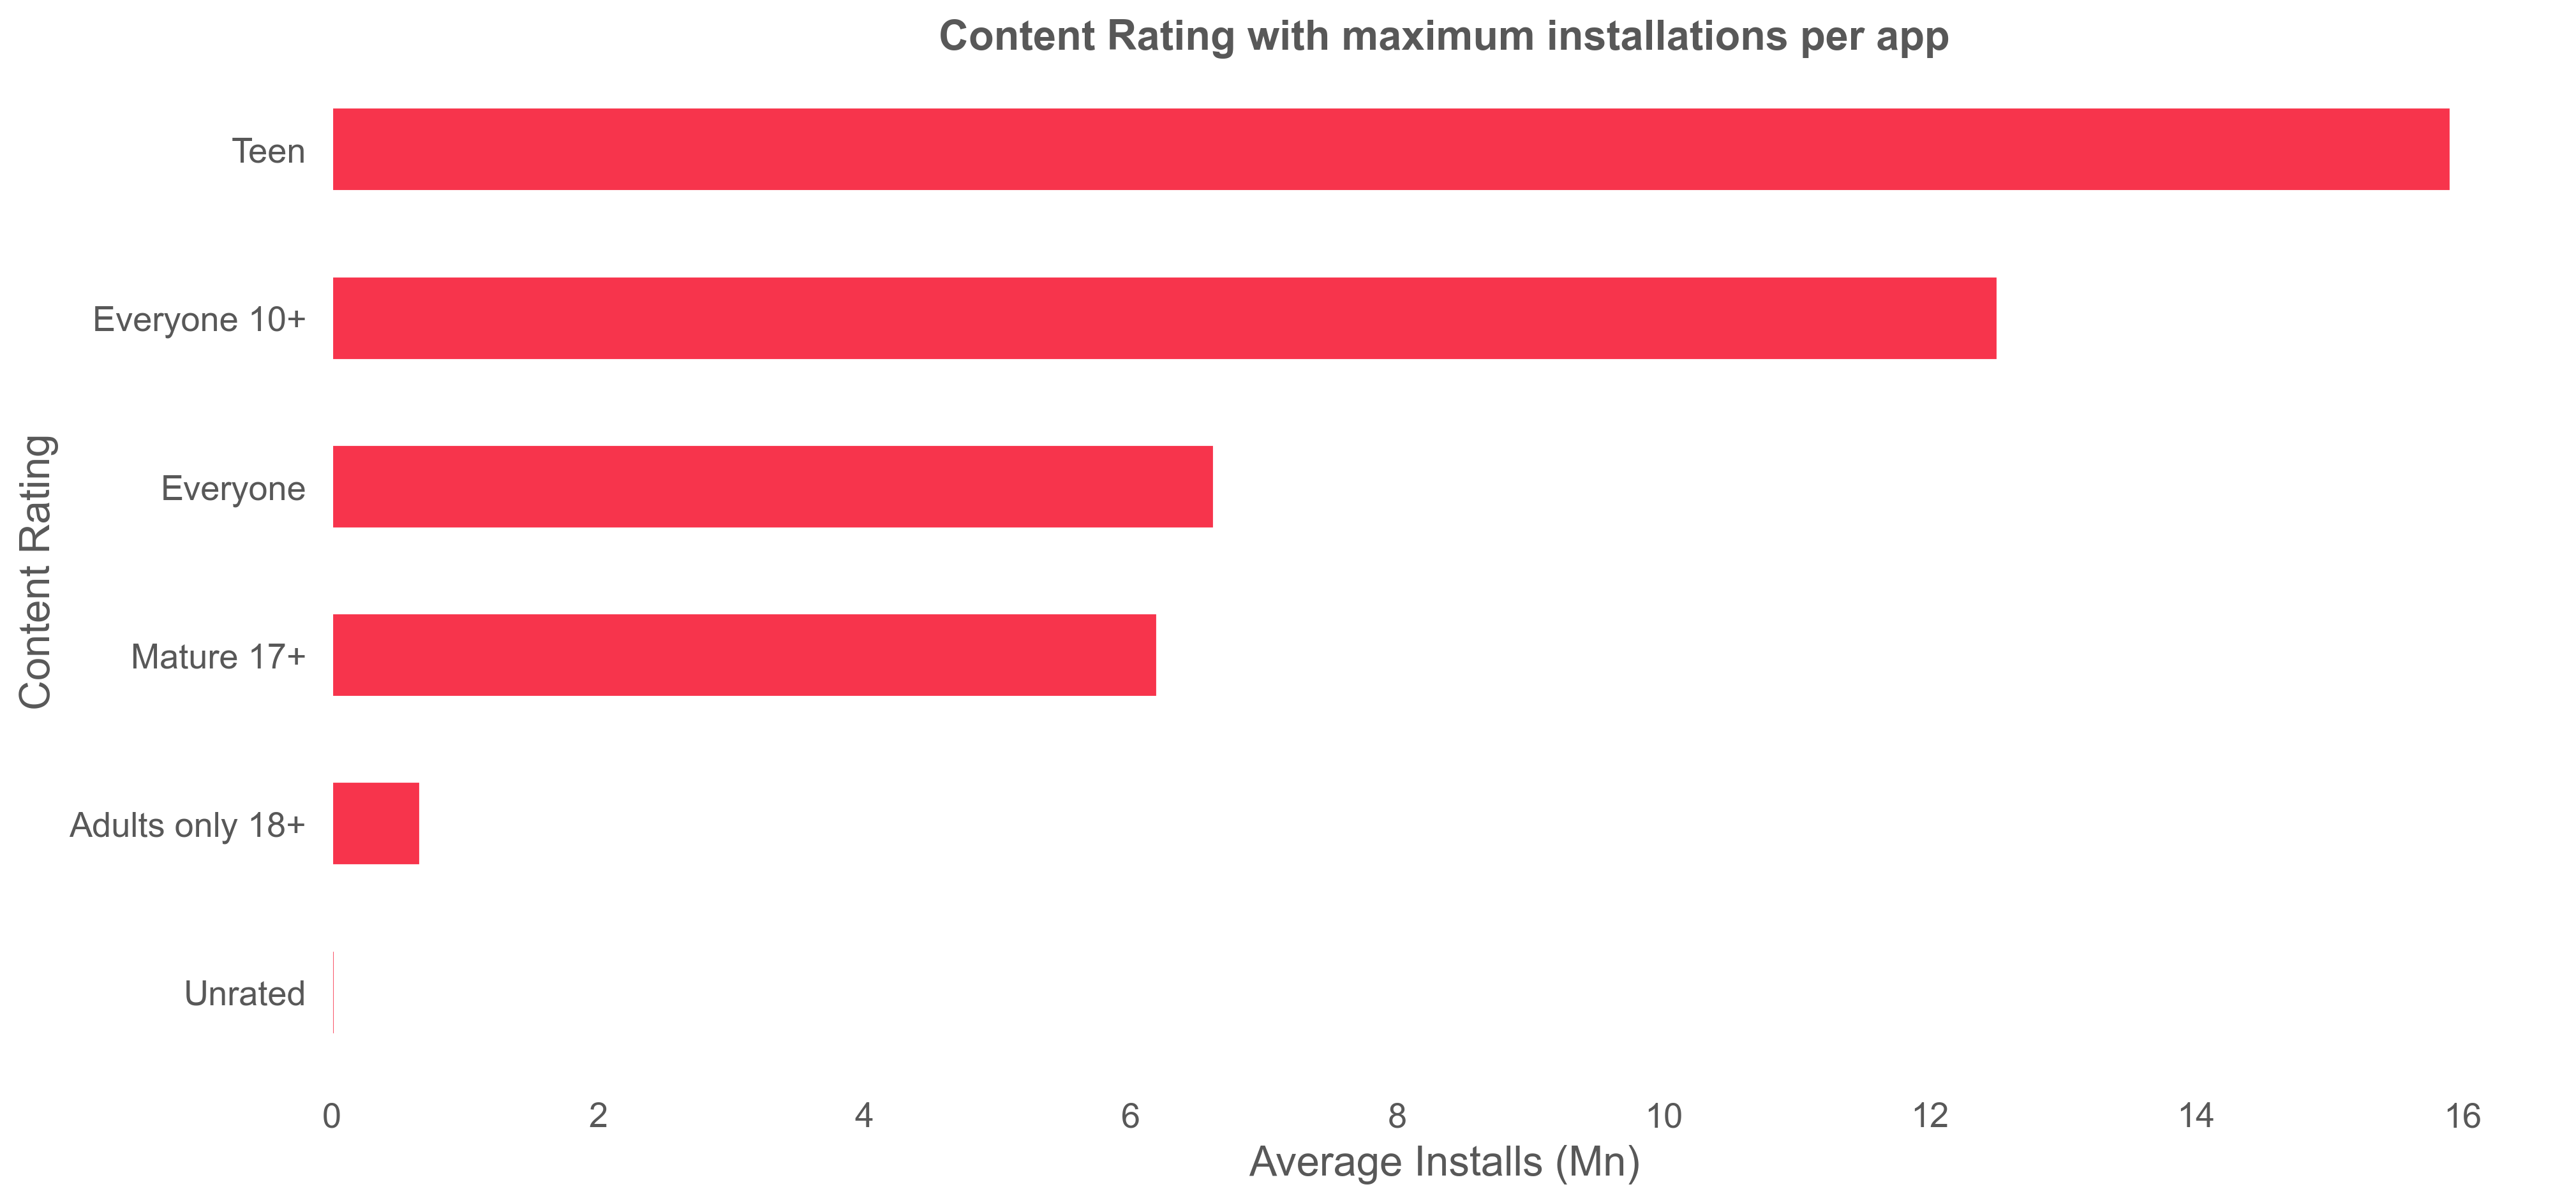 Content Rating with maximum installations per app
Teen
Everyone 10+
Everyone
Mature 17+
Adults only 18+
Unrated
Content Rating
0 2 4 6 8 10 12 14 16
Average Installs (Mn)